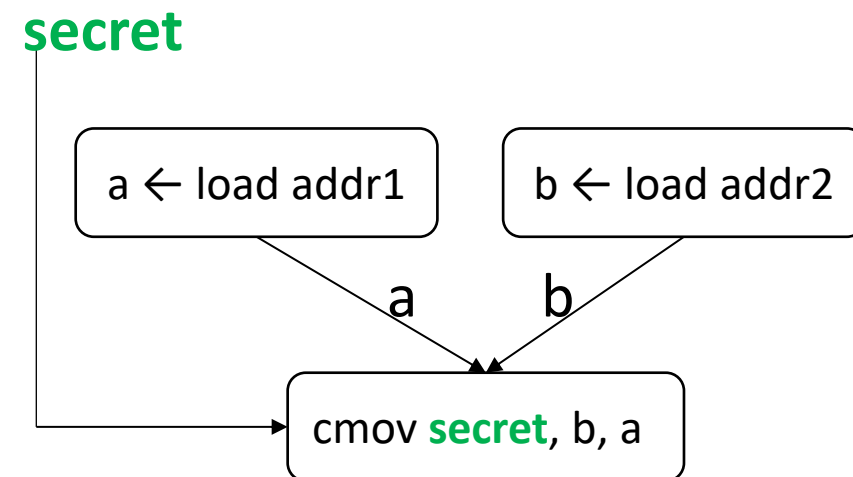 secret
a ← load addr1
b ← load addr2
a
b
cmov secret, b, a